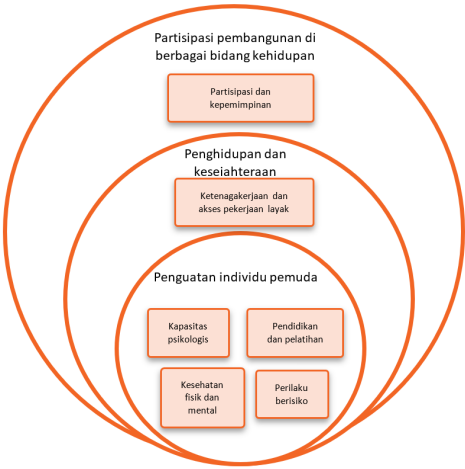 Partisipasi pembangunan di
berbagai bidang kehidupan
Partisipasi dan
kepemimpinan
Penghidupan dan
keseiahteraan
Ketenagakerjaan dan
akses pekerjaan layak
Penguatan individu pemuda
Kapasitas
psikologis
Pendidikan
dan pelatihan
Kesehatan
fisik dan
mental
Perilaku
berisiko